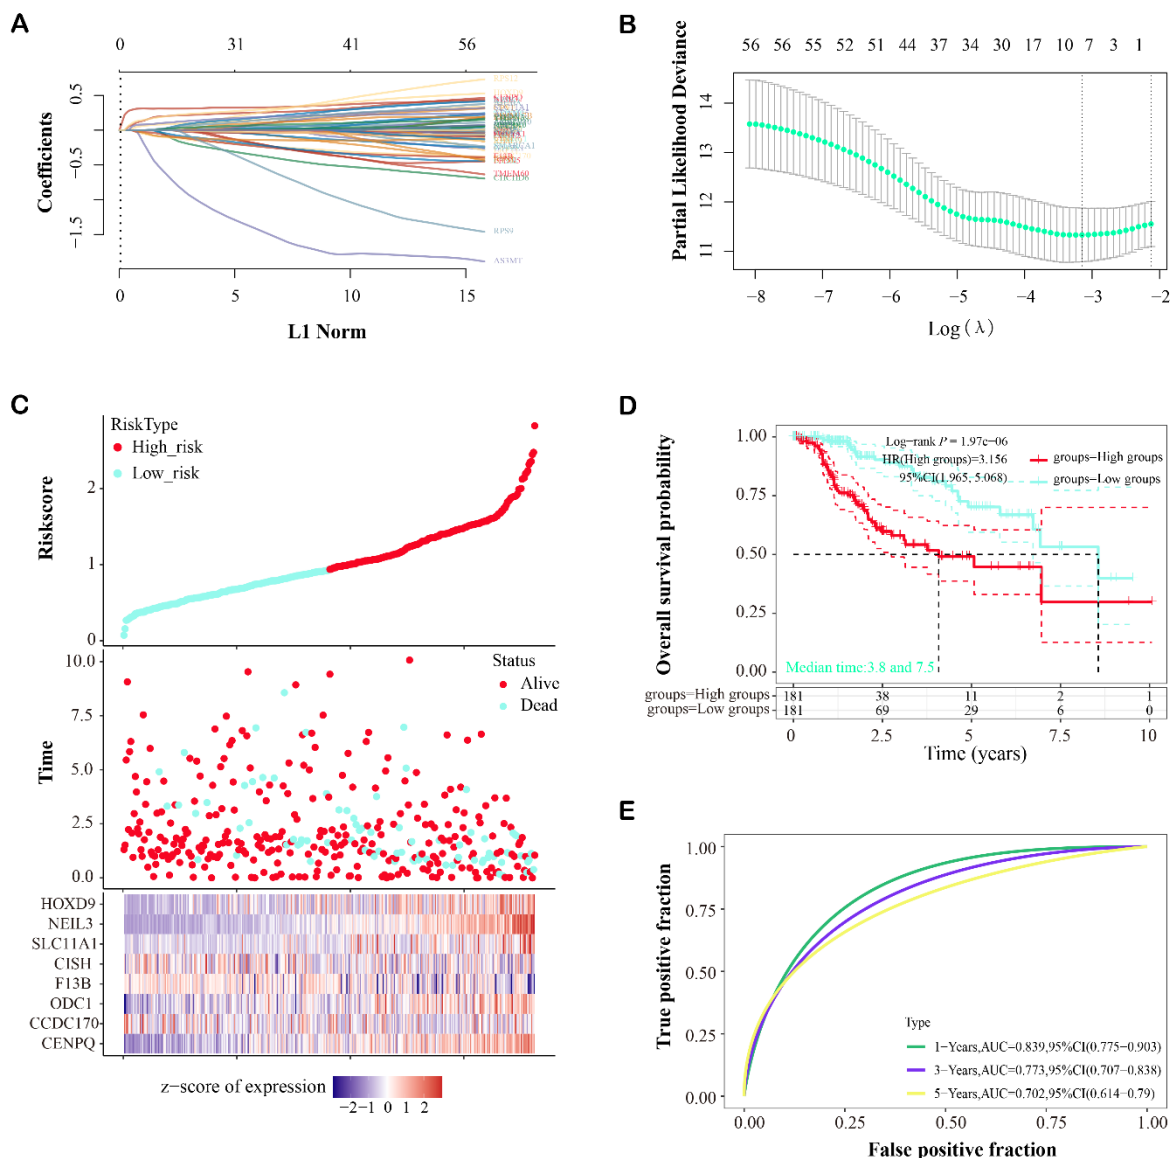 A
0 31 41 56
Coefficients
0.5
−0.5
−1.5
RPS12
SLC11A1
TMEM60
CHCHD6
RPS9
AS3MT
0 5 10 15
L1 Norm
B
56 56 55 52 51 44 37 34 30 17 10 7 3 1
Partial Likelihood Deviance
14
13
12
11
−8 −7 −6 −5 −4 −3 −2
Log(λ)
C
RiskType
High_risk
Low_risk
Riskscore
2
1
0
Status
Alive
Dead
Time
10.0
7.5
5.0
2.5
0.0
HOXD9
NEIL3
SLC11A1
CISH
F13B
ODC1
CCDC170
CENPQ
z−score of expression
−2−1 0 1 2
D
Overall survival probability
1.00
0.75
0.50
0.25
0.00
Log−rank P = 1.97e−06
HR(High groups)=3.156
95%CI(1.965, 5.068)
groups−High groups
groups−Low groups
Median time:3.8 and 7.5
groups=High groups 181 38 11 2 1
groups=Low groups 181 69 29 6 0
0 2.5 5 7.5 10
Time (years)
E
True positive fraction
1.00
0.75
0.50
0.25
0.00
Type
1−Years,AUC=0.839,95%CI(0.775−0.903)
3−Years,AUC=0.773,95%CI(0.707−0.838)
5−Years,AUC=0.702,95%CI(0.614−0.79)
0.00 0.25 0.50 0.75 1.00
False positive fraction